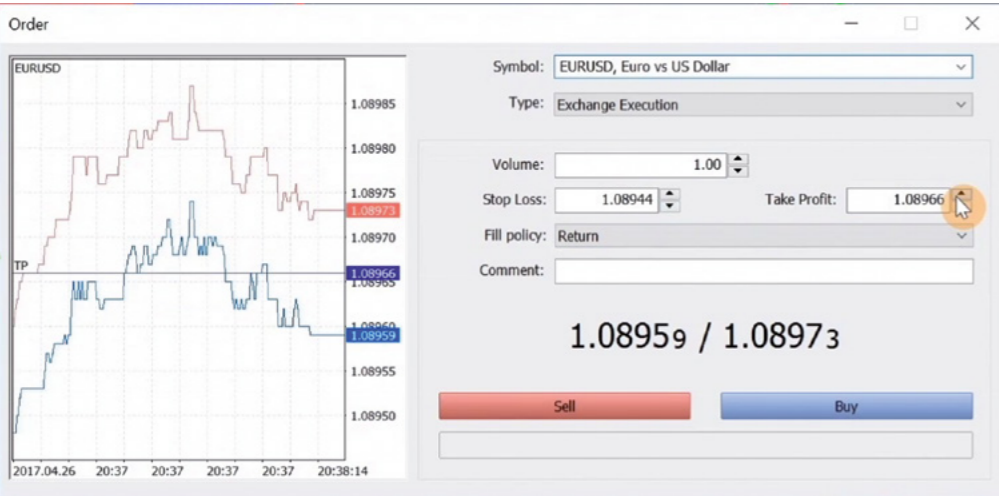 Order
EURUSD
1.08985
1.08980
1.08975
1.08973
1.08970
TP
1.08966
1.08965
1.08960
1.08959
1.08955
1.08950
2017.04.26 20:37 20:37 20:37 20:37 20:38:14
Symbol: EURUSD, Euro vs US Dollar
Type: Exchange Execution
Volume: 1.00
Stop Loss: 1.08944 Take Profit: 1.08966
Fill policy: Return
Comment:
1.08959 / 1.08973
Sell Buy